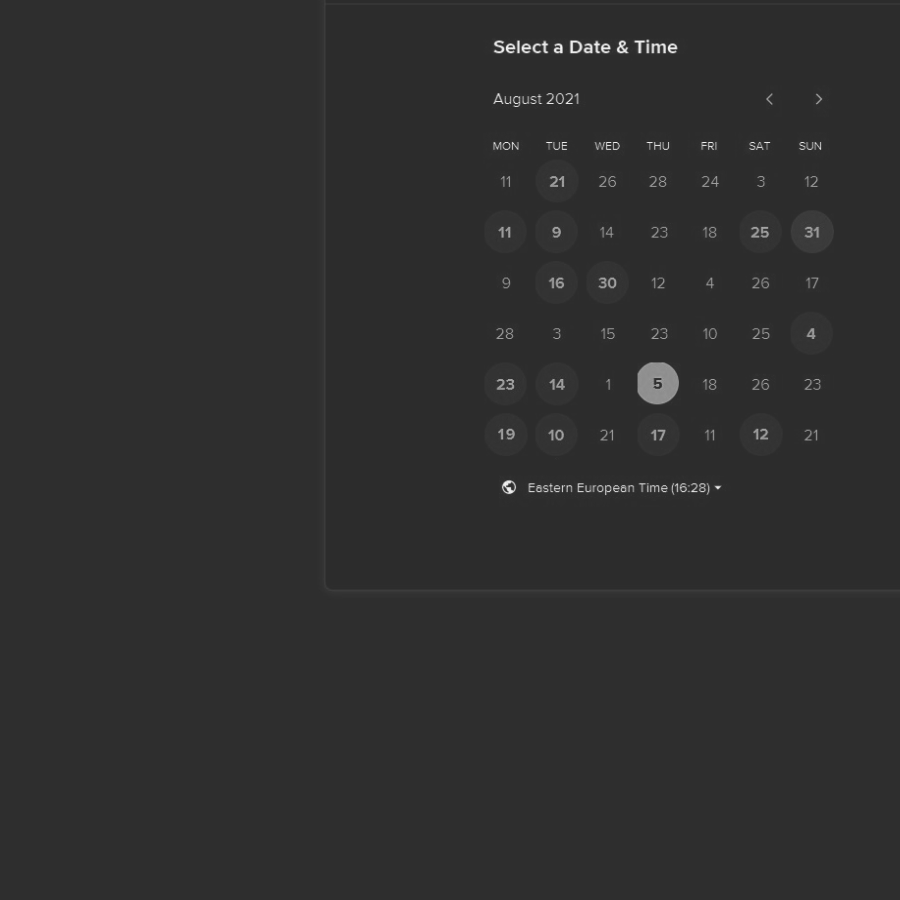 Select a Date & Time
August 2021
MON TUE WED THU FRI SAT SUN
11 21 26 28 24 3 12
11 9 14 23 18 25 31
9 16 30 12 4 26 17
28 3 15 23 10 25 4
23 14 1 5 18 26 23
19 10 21 17 11 12 21
Eastern European Time (16:28)